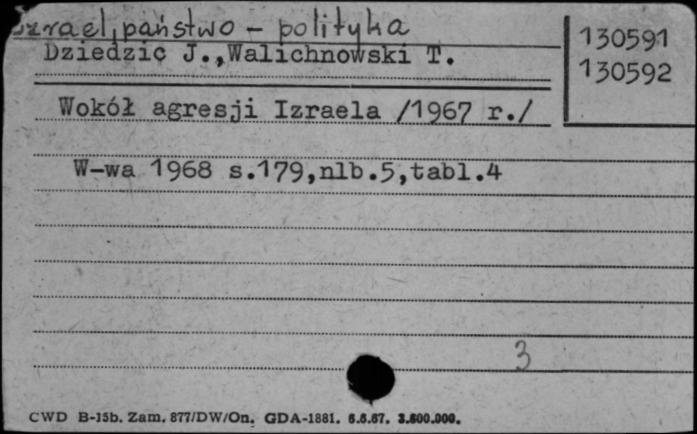 Izrael, państwo - polityka
130591
Dziedzic J.,Walichnowski T.
130592
Wokół agresji Izraela /1967 r./
W-wa 1968 s.179,nlb.5,tabl.4
3
CWD B-15b. Zam. 877/DW/On. GDA-1881. 6.6.67. 3.600.000.